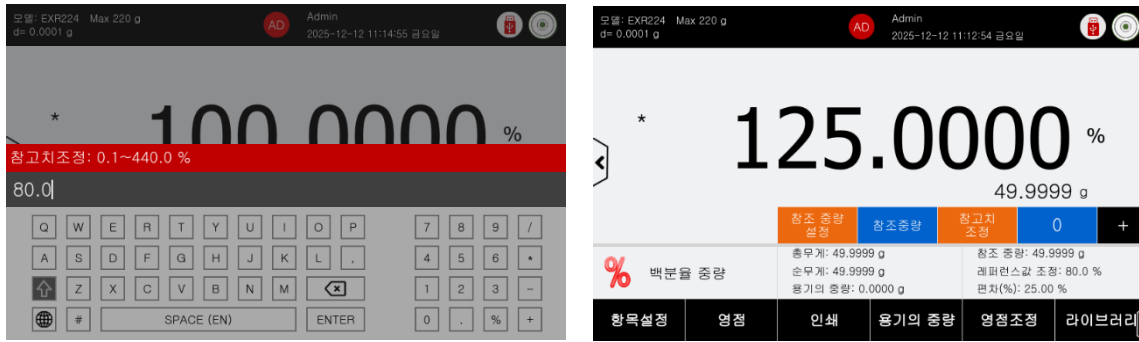 모델: EXR224 Max 220 g
d= 0.0001 g
AD
Admin
2025-12-12 11:14:55 금요일
*
100.0000 %
참고치조정: 0.1~440.0 %
80.0
Q W E R T Y U I O P 7 8 9 /
A S D F G H J K L , 4 5 6 *
Z X C V B N M 1 2 3 -
# SPACE (EN) ENTER 0 . % +
모델: EXR224 Max 220 g
d= 0.0001 g
AD
Admin
2025-12-12 11:12:54 금요일
*
125.0000 %
49.9999 g
참조 중량
설정
참조중량
참고치
조정
0
+
% 백분율 중량
총무게: 49.9999 g
순무게: 49.9999 g
용기의 중량: 0.0000 g
참조 중량: 49.9999 g
레퍼런스값 조정: 80.0 %
편차(%): 25.00 %
항목설정 영점 인쇄 용기의 중량 영점조정 라이브러리